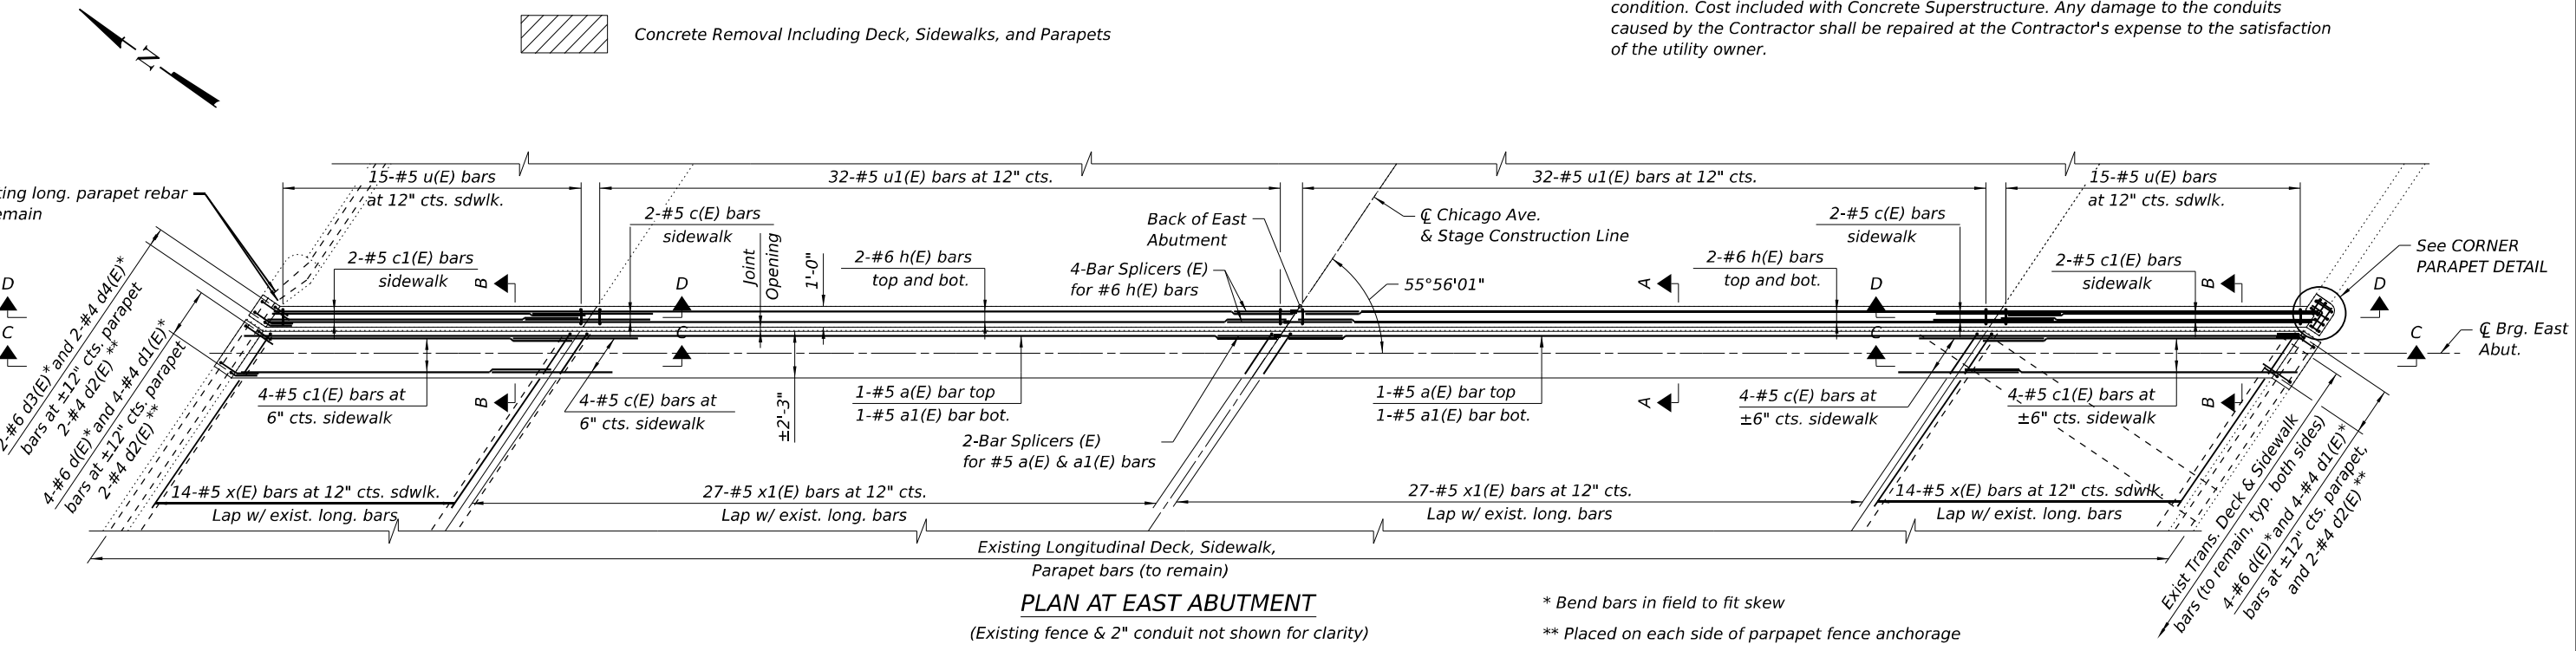 condition. Cost included with Concrete Superstructure. Any damage to the conduits
caused by the Contractor shall be repaired at the Contractor's expense to the satisfaction
of the utility owner.
Concrete Removal Including Deck, Sidewalks, and Parapets
N
15-#5 u(E) bars
at 12" cts. sdwlk.
32-#5 u1(E) bars at 12" cts.
32-#5 u1(E) bars at 12" cts.
15-#5 u(E) bars
at 12" cts. sdwlk.
long. parapet rebar
2-#5 c(E) bars
sidewalk
Joint
Opening
1'-0"
Back of East
Abutment
℄ Chicago Ave.
& Stage Construction Line
2-#5 c(E) bars
sidewalk
See CORNER
PARAPET DETAIL
2-#5 c1(E) bars
sidewalk
2-#6 h(E) bars
top and bot.
4-Bar Splicers (E)
for #6 h(E) bars
55°56'01"
2-#6 h(E) bars
top and bot.
2-#5 c1(E) bars
sidewalk
D
C
B
D
C
A
D
C
B
D
C
℄ Brg. East
Abut.
2-#6 d3(E)* and 2-#4 d4(E)*
bars at ±12" cts. parapet
2-#4 d2(E) **
4-#6 d(E)* and 4-#4 d1(E)*
bars at ±12" cts. parapet
2-#4 d2(E) **
4-#5 c1(E) bars at
6" cts. sidewalk
B
4-#5 c(E) bars at
6" cts. sidewalk
±2'-3"
1-#5 a(E) bar top
1-#5 a1(E) bar bot.
2-Bar Splicers (E)
for #5 a(E) & a1(E) bars
1-#5 a(E) bar top
1-#5 a1(E) bar bot.
A
4-#5 c(E) bars at
±6" cts. sidewalk
4-#5 c1(E) bars at
±6" cts. sidewalk
B
14-#5 x(E) bars at 12" cts. sdwlk.
Lap w/ exist. long. bars
27-#5 x1(E) bars at 12" cts.
Lap w/ exist. long. bars
27-#5 x1(E) bars at 12" cts.
Lap w/ exist. long. bars
14-#5 x(E) bars at 12" cts. sdwlk.
Lap w/ exist. long. bars
Exist Trans. Deck & Sidewalk
bars (to remain, typ. both sides)
4-#6 d(E)* and 4-#4 d1(E)*
bars at ±12" cts. parapet,
and 2-#4 d2(E) **
Existing Longitudinal Deck, Sidewalk,
Parapet bars (to remain)
PLAN AT EAST ABUTMENT
(Existing fence & 2" conduit not shown for clarity)
* Bend bars in field to fit skew
** Placed on each side of parpapet fence anchorage